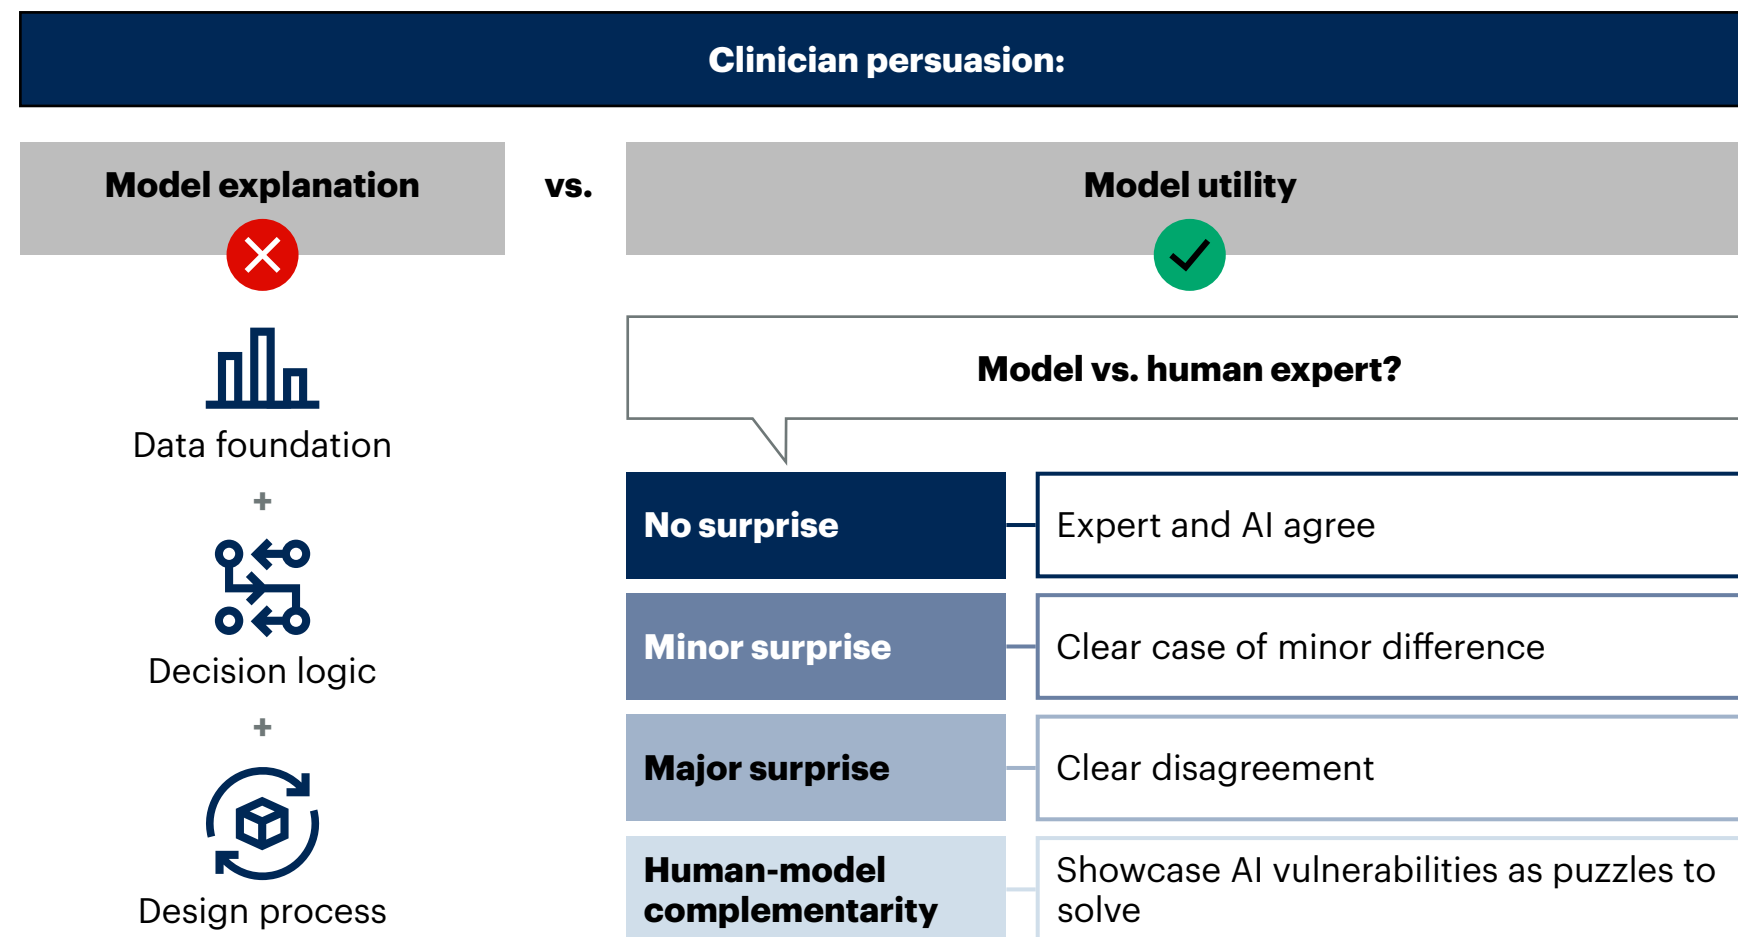 Clinician persuasion:
Model explanation
vs.
Model utility
Data foundation
+
Decision logic
+
Design process
Model vs. human expert?
No surprise
Expert and AI agree
Minor surprise
Clear case of minor difference
Major surprise
Clear disagreement
Human-model
complementarity
Showcase AI vulnerabilities as puzzles to
solve